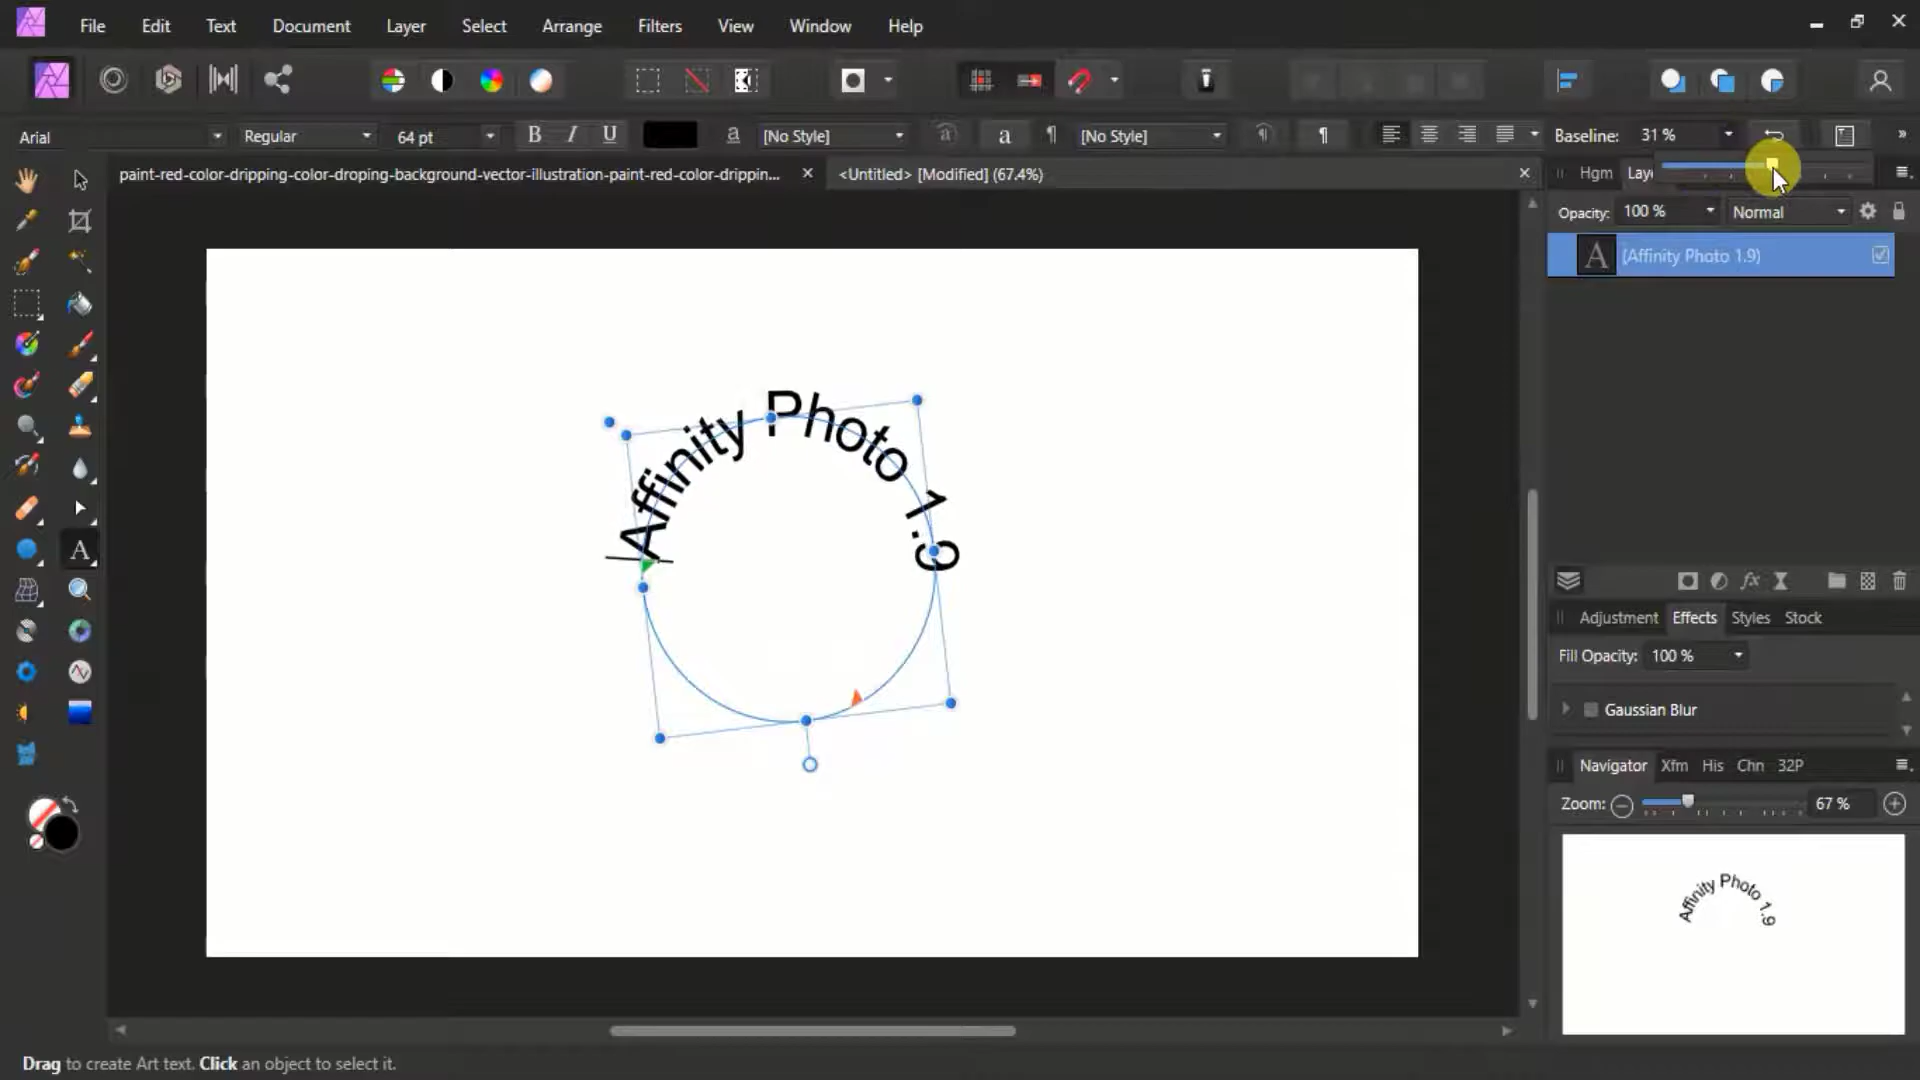 File Edit Text Document Layer Select Arrange Filters View Window Help
Arial Regular 64 pt B I U a [No Style] a a ¶ [No Style] ¶ ¶ Baseline: 31 %
paint-red-color-dripping-color-droping-background-vector-illustration-paint-red-color-drippin... × <Untitled> [Modified] (67.4%) ×
Hgm Laye
Opacity: 100 % Normal
A (Affinity Photo 1.9)
Affinity Photo 1.9
A
fx
Adjustment Effects Styles Stock
Fill Opacity: 100 %
Gaussian Blur
Navigator Xfm His Chn 32P
Zoom: 67 %
Affinity Photo 1.9
Drag to create Art text. Click an object to select it.